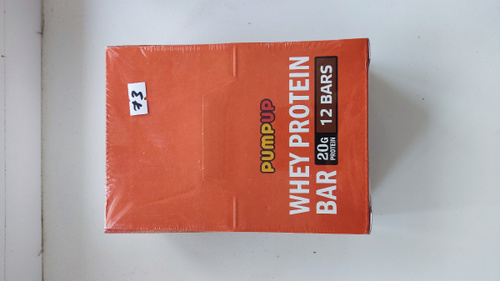 PUMPUP
WHEY PROTEIN
BAR 20G PROTEIN 12 BARS
73